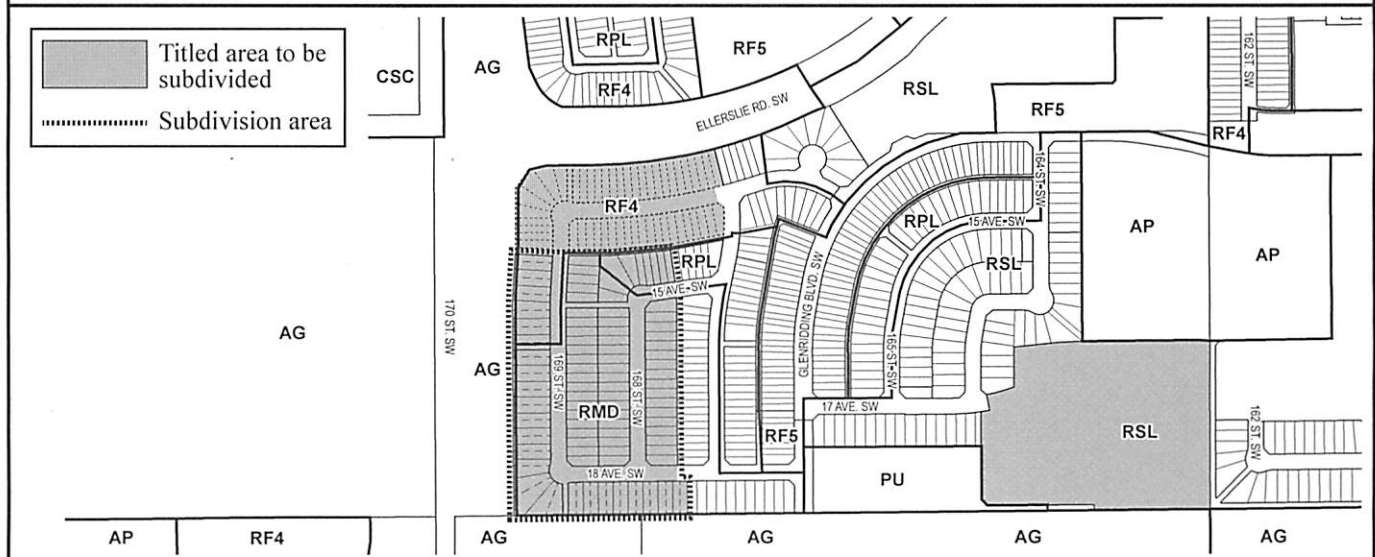 Titled area to be
subdivided
Subdivision area
CSC
AG
RPL
RF4
RF5
ELLERSLIE RD. SW
RSL
RF5
162 ST. SW
RF4
RF4
RPL
15 AVE. SW
164 ST. SW
RPL
15 AVE. SW
RSL
AP
AP
AG
170 ST. SW
AG
169 ST. SW
168 ST. SW
RMD
GLENRIDDING BLVD. SW
165 ST. SW
17 AVE. SW
RF5
18 AVE. SW
PU
RSL
162 ST. SW
AP
RF4
AG
AG
AG
AG